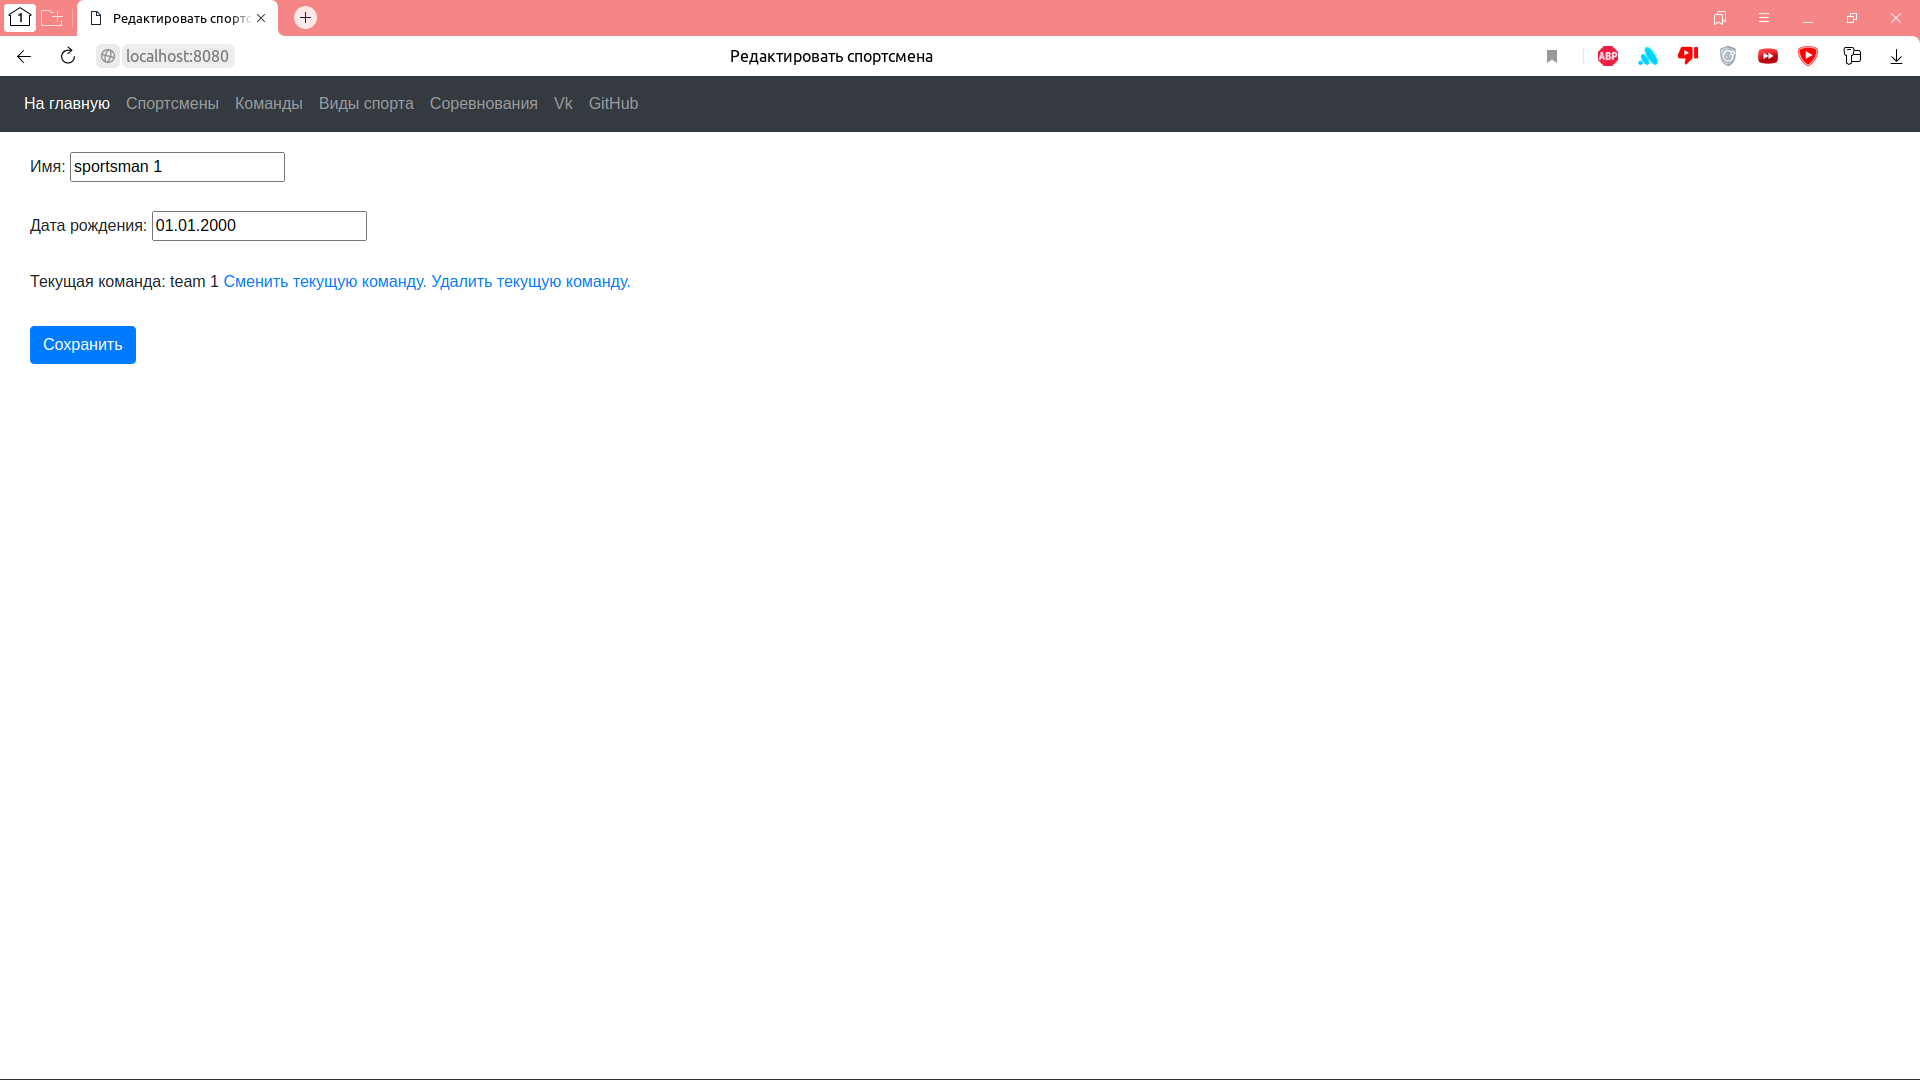 1
Редактировать спортс
localhost:8080
Редактировать спортсмена
ABP
На главную Спортсмены Команды Виды спорта Соревнования Vk GitHub
Имя: sportsman 1
Дата рождения: 01.01.2000
Текущая команда: team 1 Сменить текущую команду. Удалить текущую команду.
Сохранить